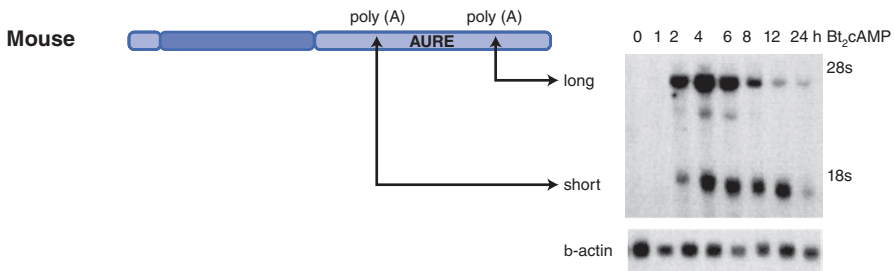 poly (A) poly (A)
Mouse
AURE
0 1 2 4 6 8 12 24 h Bt₂cAMP
28s
long
18s
short
b-actin